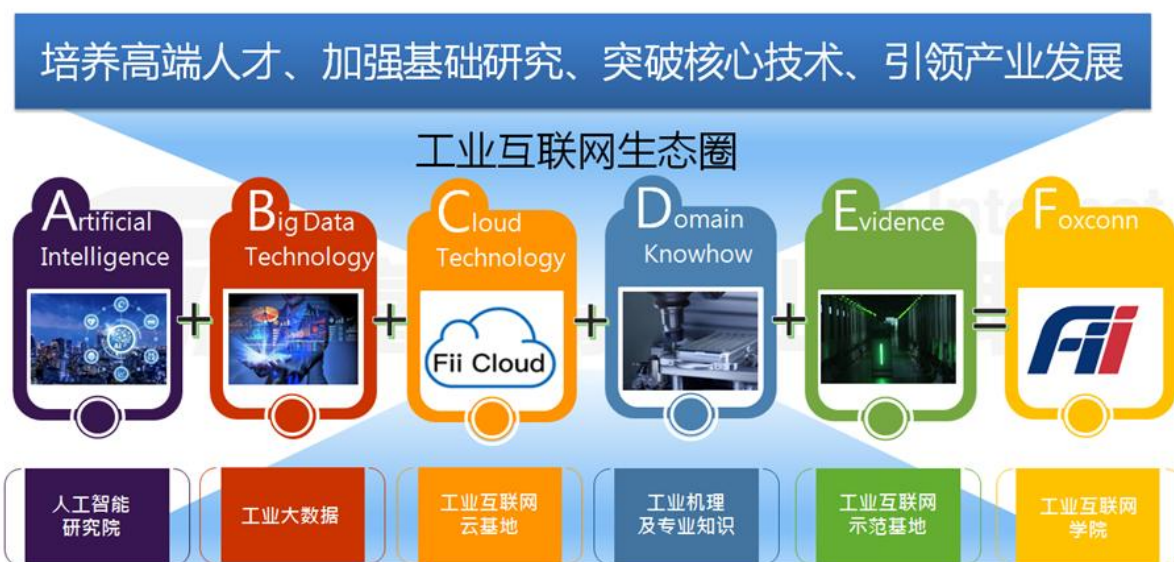 培养高端人才、加强基础研究、突破核心技术、引领产业发展
工业互联网生态圈
Artificial
Intelligence
Big Data
Technology
Cloud
Technology
Domain
Knowhow
Evidence
Foxconn
Fii Cloud
Fii
+ + + + =
人工智能
研究院
工业大数据
工业互联网
云基地
工业机理
及专业知识
工业互联网
示范基地
工业互联网
学院